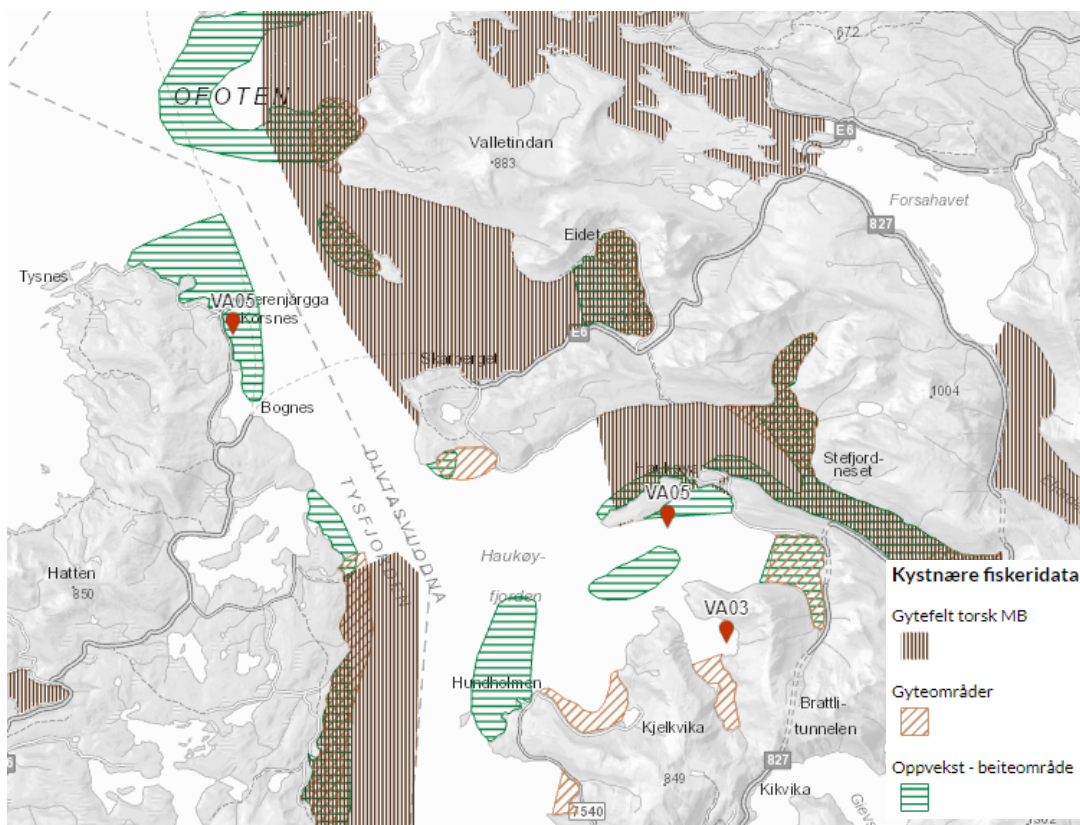 672
OFOTEN
E6
Valletindan
883
Forsahavet
827
Eidet
Tysnes
VA05
Korsnes
E6
Skarberget
1004
Bognes
Stefjord-
neset
VA05
DIVTASVUODNA
TYSFJORDEN
Haukøy-
fjorden
Hatten
850
VA03
Hundholmen
Kjelkvika
Brattli-
tunnelen
827
849
Kikvika
7540
Kystnære fiskeridata
Gytefelt torsk MB
Gyteområder
Oppvekst - beiteområde